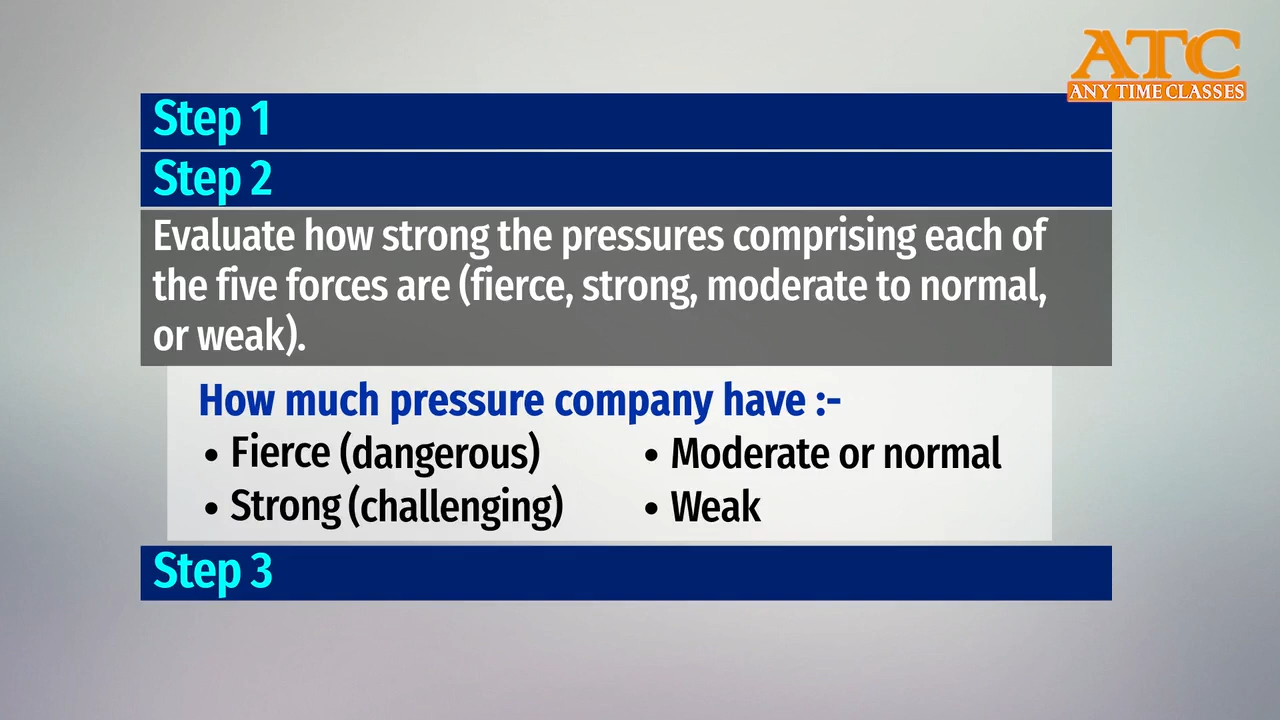 ATC
ANY TIME CLASSES
Step 1
Step 2
Evaluate how strong the pressures comprising each of
the five forces are (fierce, strong, moderate to normal,
or weak).
How much pressure company have :-
• Fierce (dangerous)
• Moderate or normal
• Strong (challenging)
• Weak
Step 3